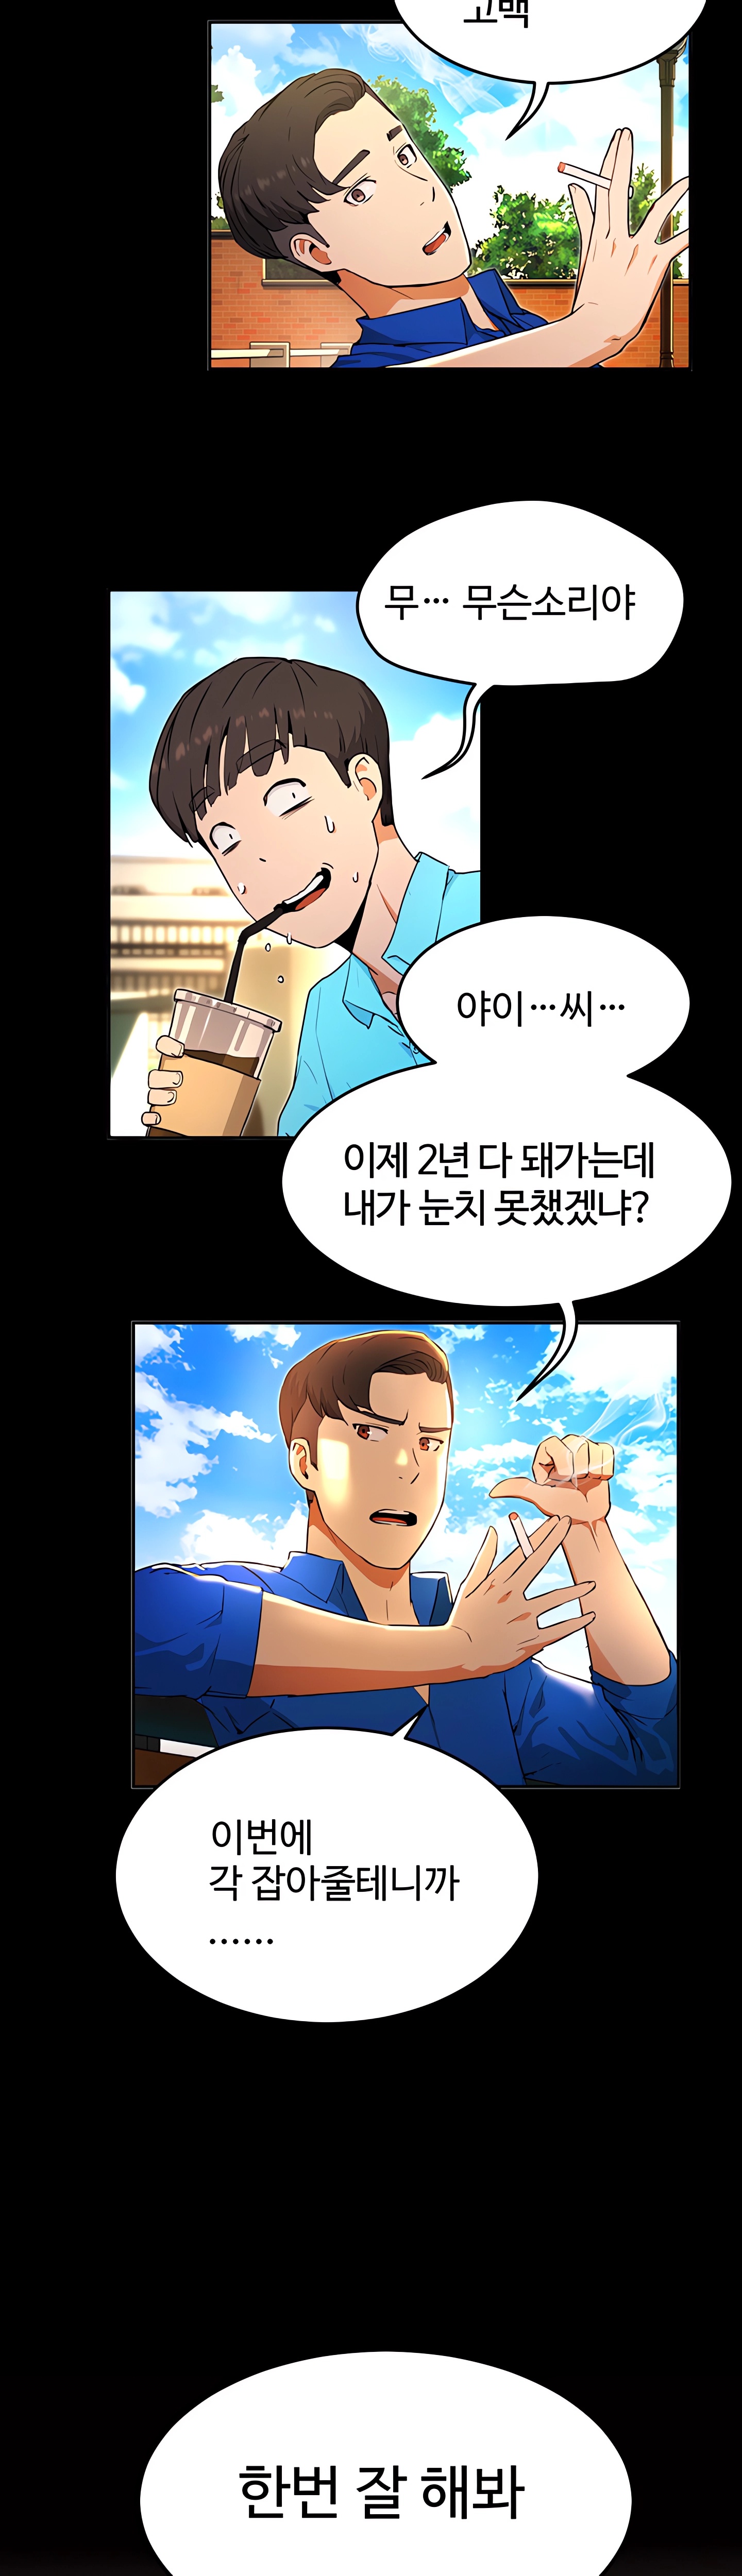 고백
무… 무슨소리야
야이…씨…
이제 2년 다 돼가는데
내가 눈치 못챘겠냐?
이번에
각 잡아줄테니까
……
한번 잘 해봐